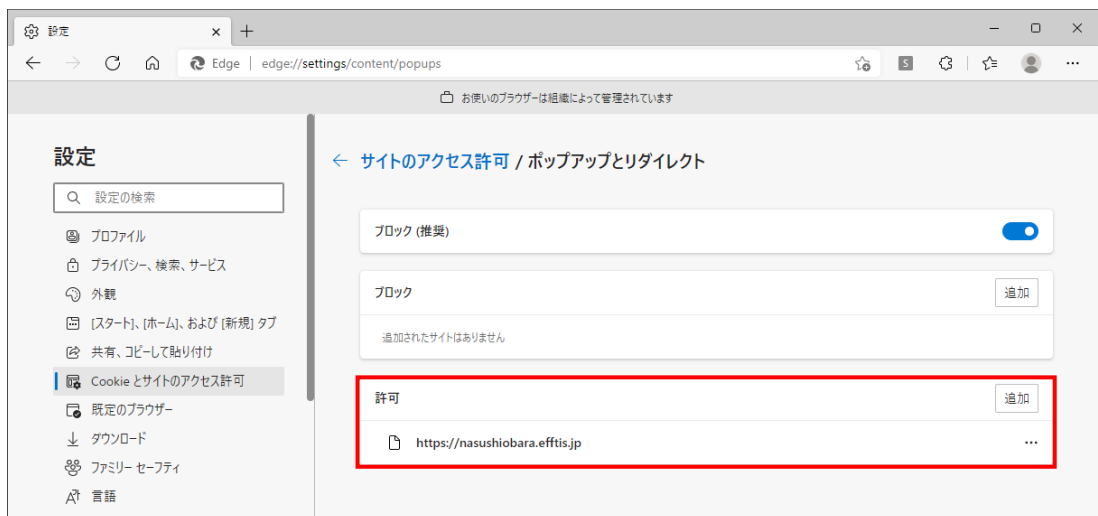 設定
Edge | edge://settings/content/popups
S
お使いのブラウザーは組織によって管理されています
設定
設定の検索
プロファイル
プライバシー、検索、サービス
外観
[スタート]、[ホーム]、および [新規] タブ
共有、コピーして貼り付け
Cookie とサイトのアクセス許可
既定のブラウザー
ダウンロード
ファミリー セーフティ
言語
サイトのアクセス許可 / ポップアップとリダイレクト
ブロック (推奨)
ブロック
追加
追加されたサイトはありません
許可
追加
https://nasushiobara.efftis.jp